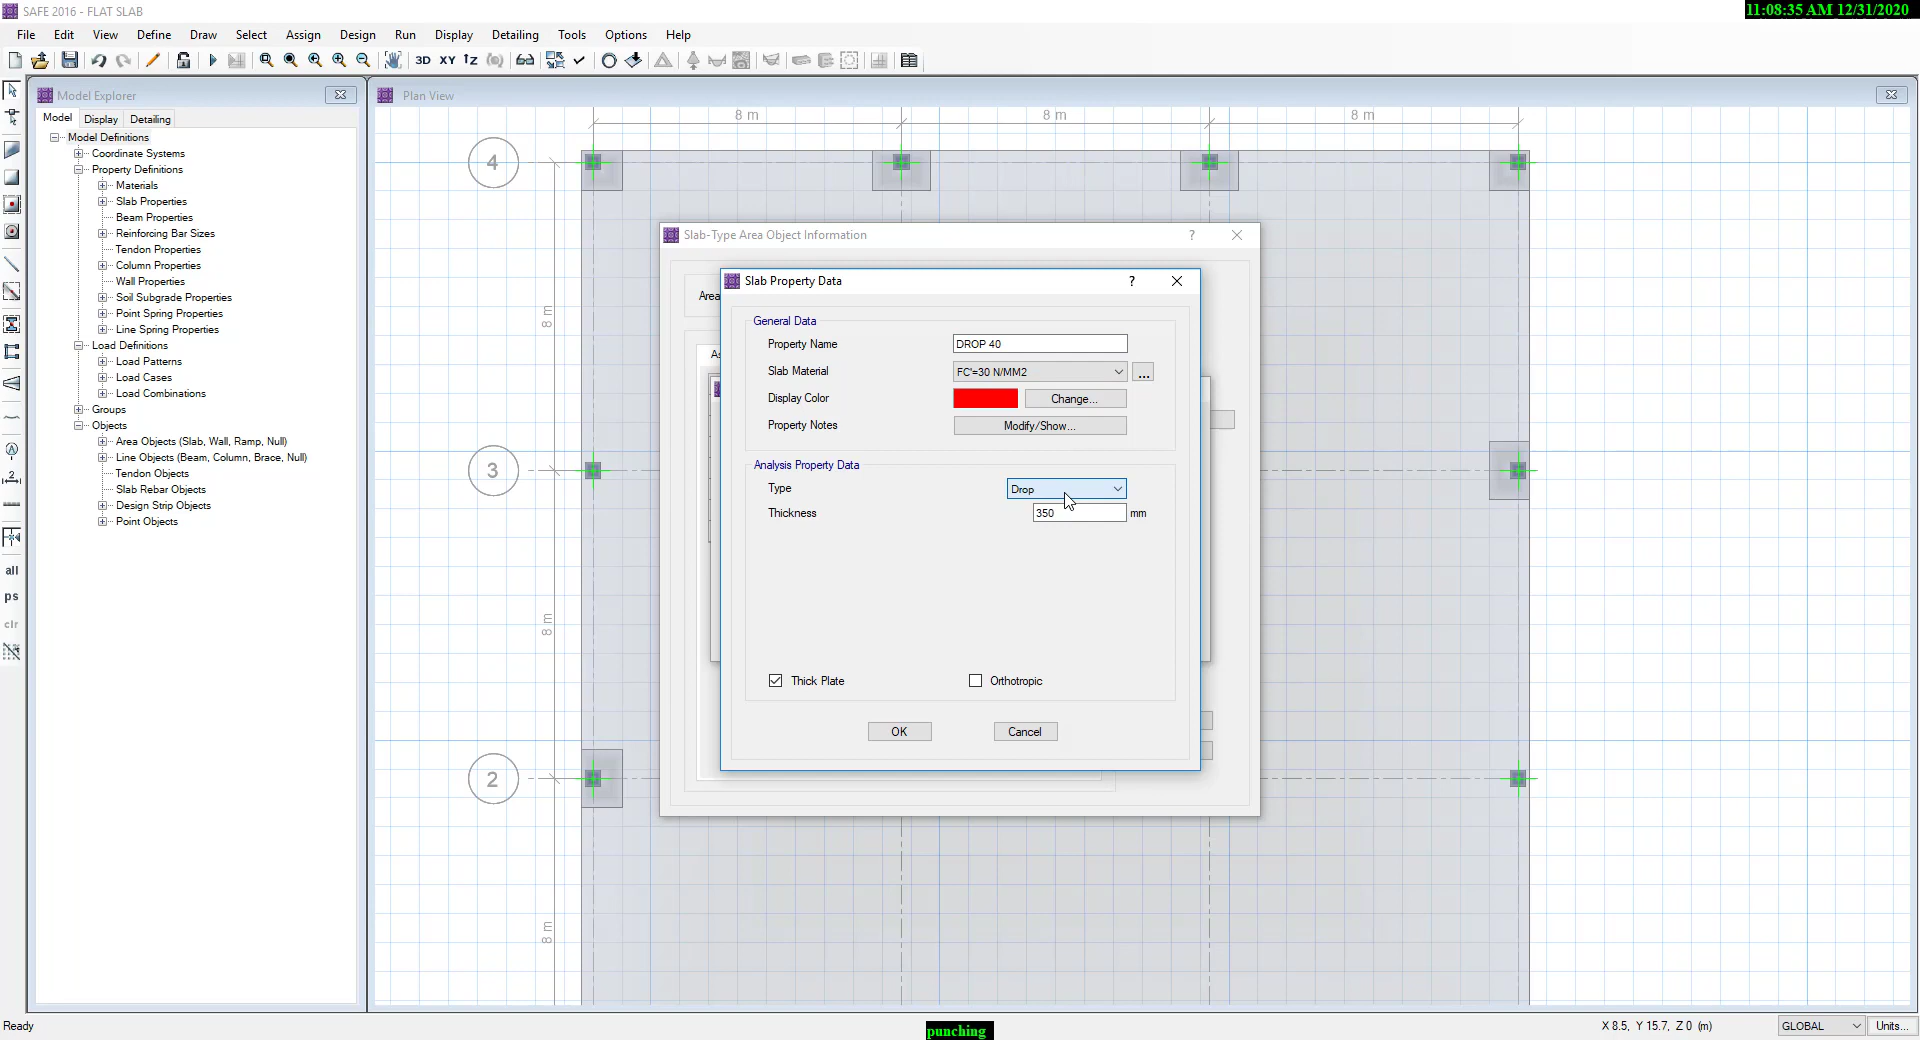 SAFE 2016 - FLAT SLAB
11:08:35 AM 12/31/2020
File Edit View Define Draw Select Assign Design Run Display Detailing Tools Options Help
3D XY
Model Explorer
Model Display Detailing
Model Definitions
Coordinate Systems
Property Definitions
Materials
Slab Properties
Beam Properties
Reinforcing Bar Sizes
Tendon Properties
Column Properties
Wall Properties
Soil Subgrade Properties
Point Spring Properties
Line Spring Properties
Load Definitions
Load Patterns
Load Cases
Load Combinations
Groups
Objects
Area Objects (Slab, Wall, Ramp, Null)
Line Objects (Beam, Column, Brace, Null)
Tendon Objects
Slab Rebar Objects
Design Strip Objects
Point Objects
all
ps
clr
Plan View
8 m 8 m 8 m
4
8 m
3
8 m
2
8 m
Slab-Type Area Object Information ?
Area
Slab Property Data ?
General Data
Property Name DROP 40
Slab Material FC'=30 N/MM2 ...
Display Color Change...
Property Notes Modify/Show...
Analysis Property Data
Type Drop
Thickness 350 mm
Thick Plate Orthotropic
OK Cancel
Ready
punching
X 8.5, Y 15.7, Z 0 (m)
GLOBAL Units...